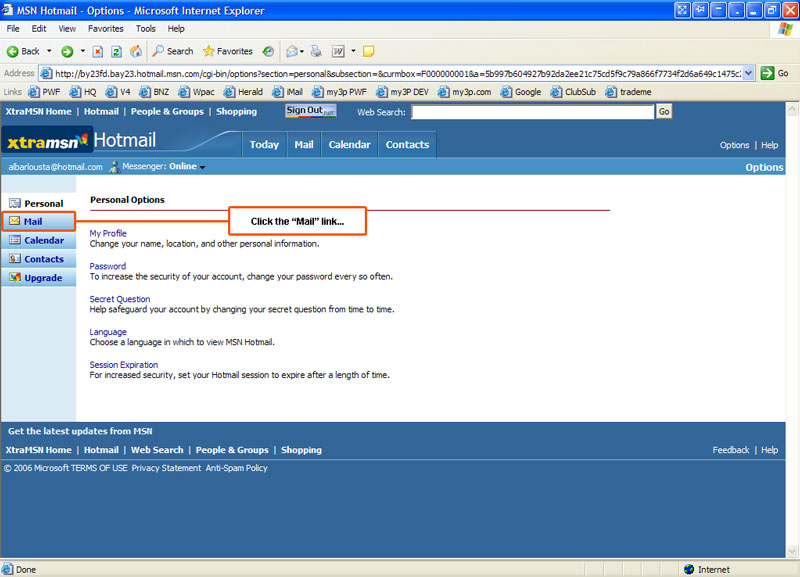 MSN Hotmail - Options - Microsoft Internet Explorer
File Edit View Favorites Tools Help
Back Search Favorites
Address http://by23fd.bay23.hotmail.msn.com/cgi-bin/options?section=personal&subsection=&curmbox=F000000001&a=5b997b604927b92da2ee21c75cd5f9c79a866f7734f2d6a649c1475c Go
Links PWF HQ V4 BNZ Wpac Herald iMail my3p PWF my3P DEV my3p.com Google ClubSub trademe
XtraMSN Home | Hotmail | People & Groups | Shopping Sign Out .net Web Search: Go
xtramsn Hotmail Today Mail Calendar Contacts Options | Help
albarlousta@hotmail.com Messenger: Online Options
Personal
Mail
Calendar
Contacts
Upgrade
Personal Options
Click the “Mail” link...
My Profile
Change your name, location, and other personal information.
Password
To increase the security of your account, change your password every so often.
Secret Question
Help safeguard your account by changing your secret question from time to time.
Language
Choose a language in which to view MSN Hotmail.
Session Expiration
For increased security, set your Hotmail session to expire after a length of time.
Get the latest updates from MSN
XtraMSN Home | Hotmail | Web Search | People & Groups | Shopping Feedback | Help
© 2006 Microsoft TERMS OF USE Privacy Statement Anti-Spam Policy
Done Internet